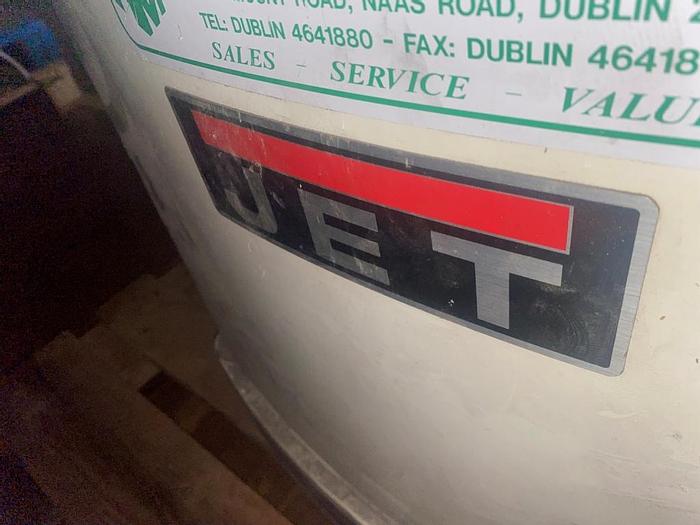 ROAD, NAAS ROAD, DUBLIN
TEL: DUBLIN 4641880 - FAX: DUBLIN 46418
SALES - SERVICE - VALU
JET